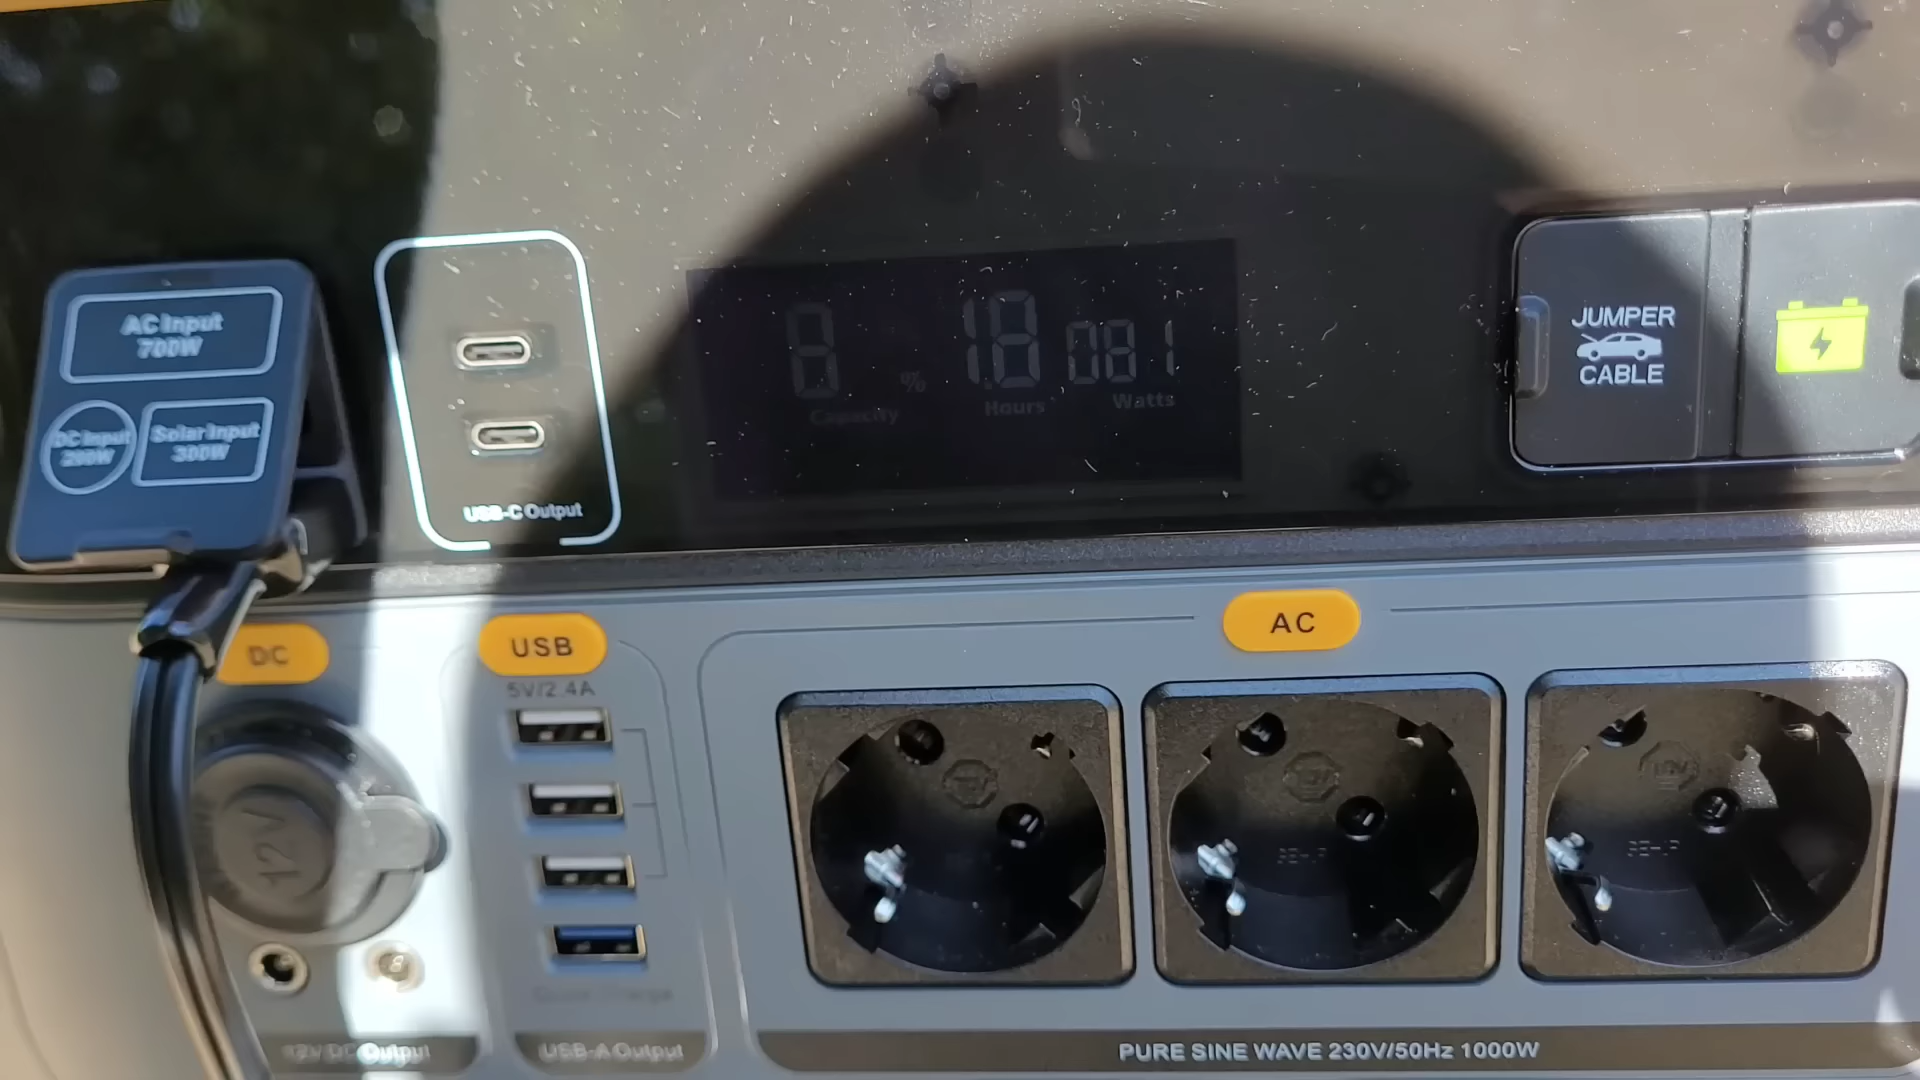 AC Input
700W
DC Input
200W
Solar Input
300W
USB-C Output
8 %
Capacity
18
Hours
081
Watts
JUMPER
CABLE
DC
USB
5V/2.4A
AC
12V
12V DC Output
USB-A Output
PURE SINE WAVE 230V/50Hz 1000W